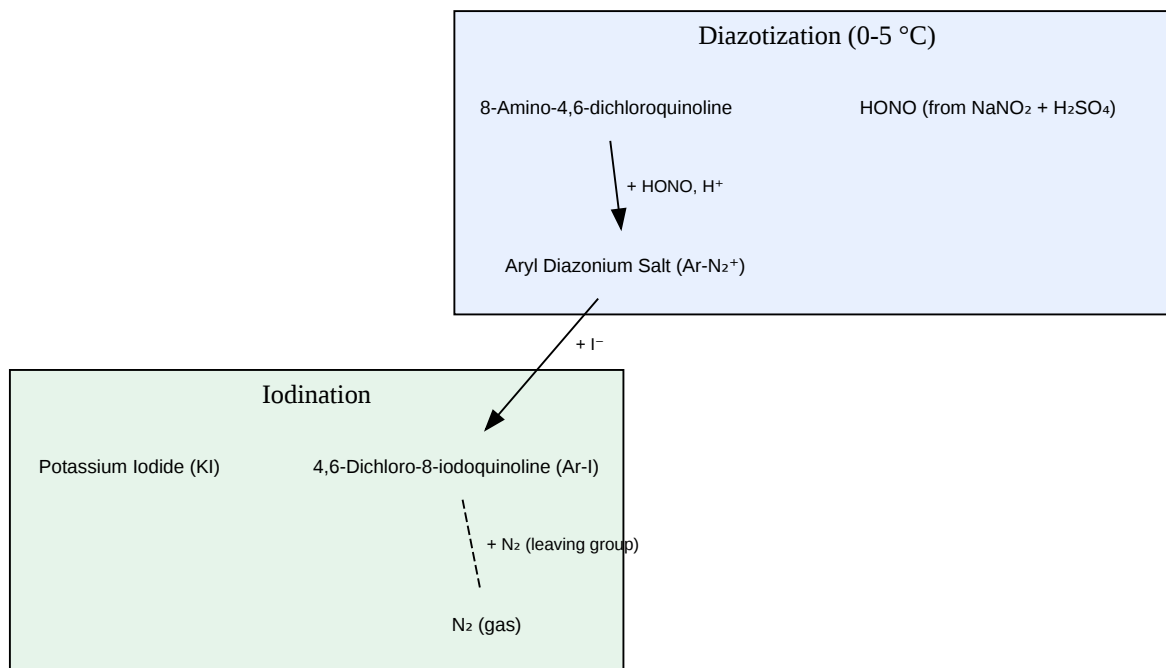 Diazotization (0-5 °C)
8-Amino-4,6-dichloroquinoline
HONO (from NaNO₂ + H₂SO₄)
+ HONO, H⁺
Aryl Diazonium Salt (Ar-N₂⁺)
+ I⁻
Iodination
Potassium Iodide (KI)
4,6-Dichloro-8-iodoquinoline (Ar-I)
+ N₂ (leaving group)
N₂ (gas)